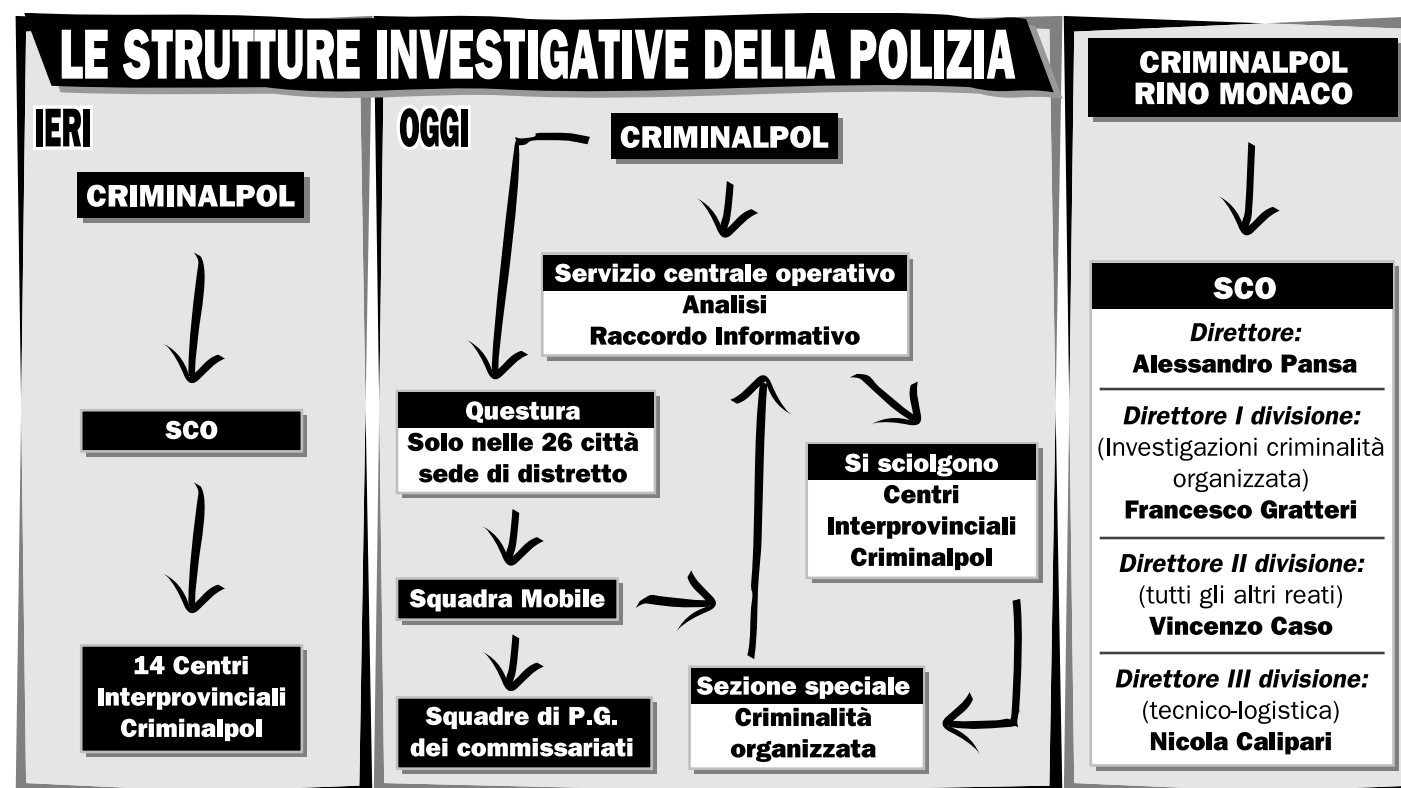 LE STRUTTURE INVESTIGATIVE DELLA POLIZIA
IERI
CRIMINALPOL
SCO
14 Centri
Interprovinciali
Criminalpol
OGGI
CRIMINALPOL
Servizio centrale operativo
Analisi
Raccordo Informativo
Questura
Solo nelle 26 città
sede di distretto
Si sciolgono
Centri
Interprovinciali
Criminalpol
Squadra Mobile
Squadre di P.G.
dei commissariati
Sezione speciale
Criminalità
organizzata
CRIMINALPOL
RINO MONACO
SCO
Direttore:
Alessandro Pansa
Direttore I divisione:
(Investigazioni criminalità
organizzata)
Francesco Gratteri
Direttore II divisione:
(tutti gli altri reati)
Vincenzo Caso
Direttore III divisione:
(tecnico-logistica)
Nicola Calipari